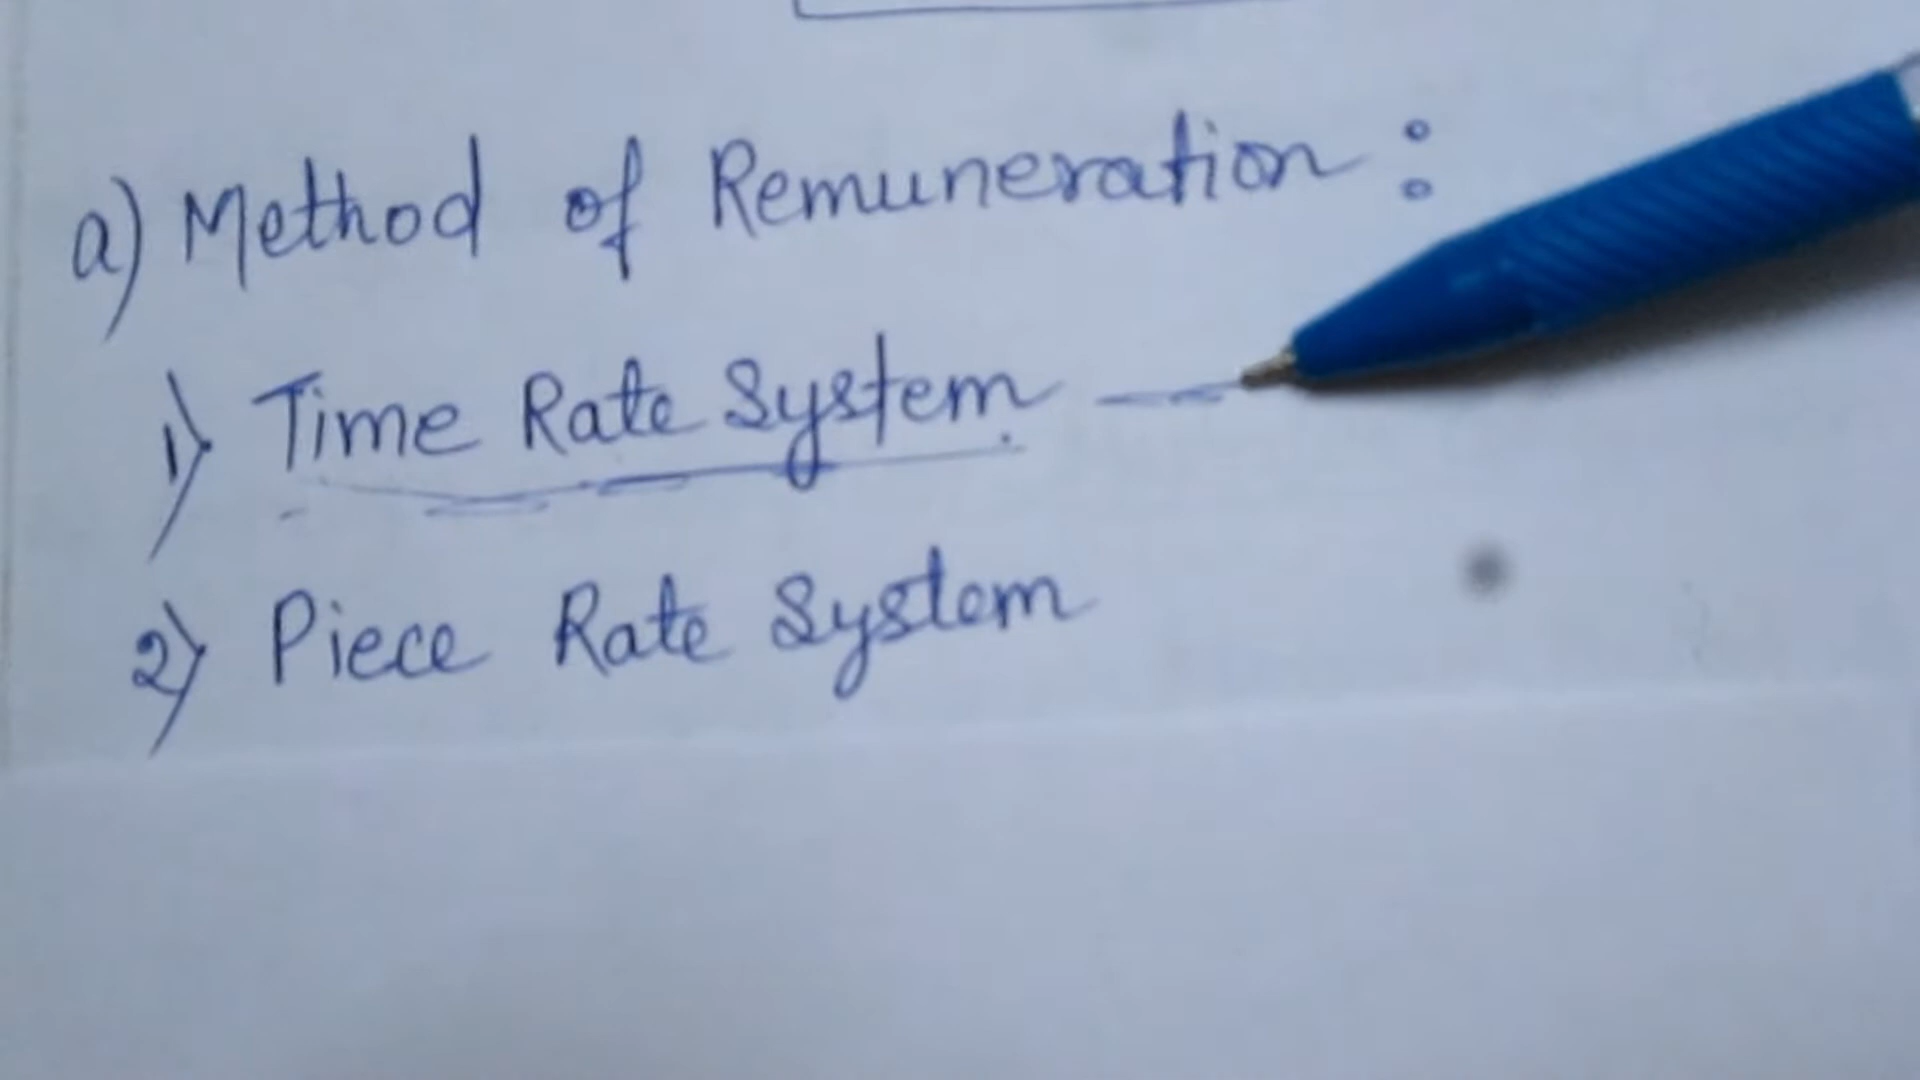 a) Method of Remuneration :
1) Time Rate System —
2) Piece Rate System